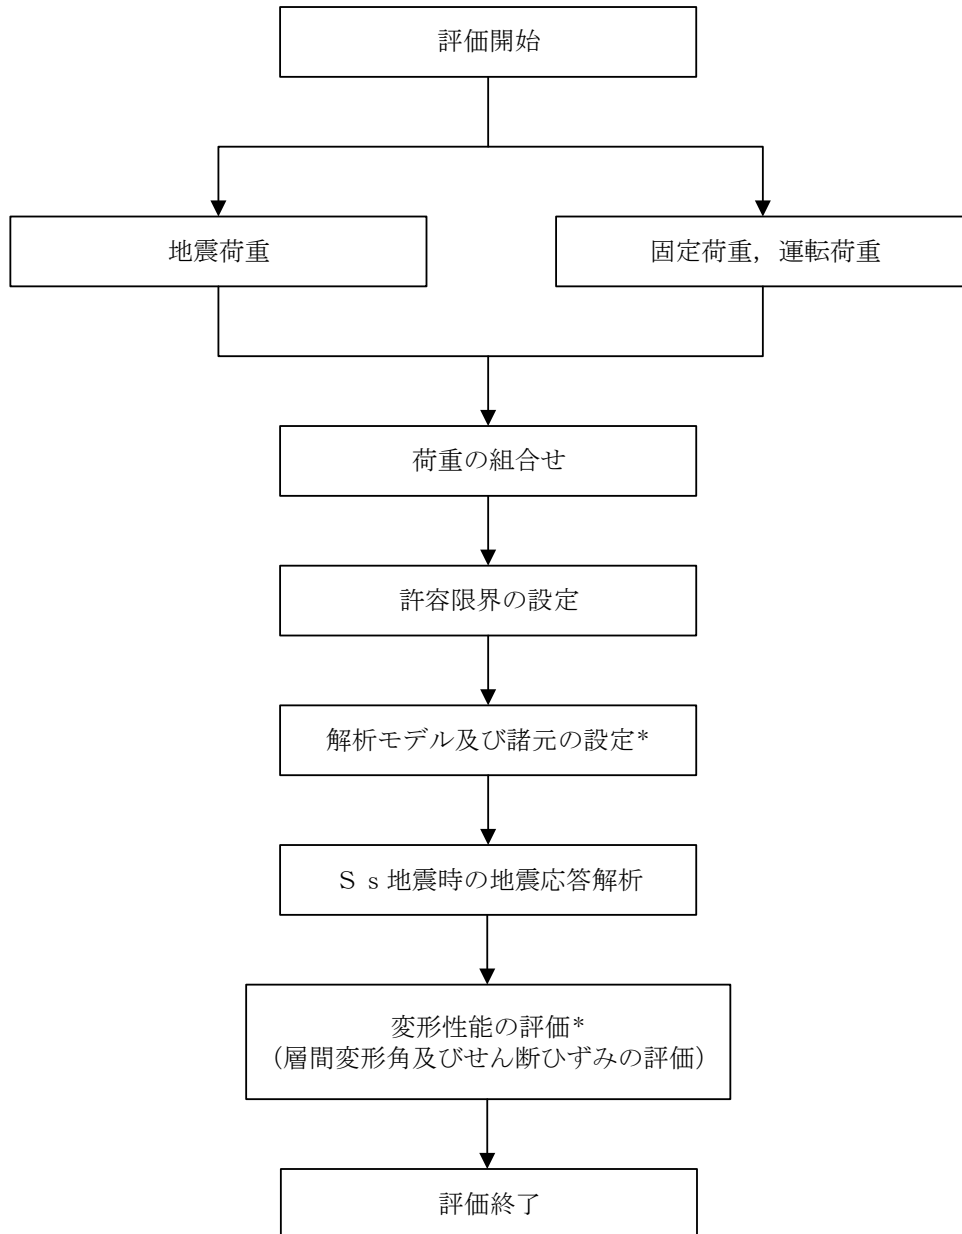 評価開始
地震荷重
固定荷重，運転荷重
荷重の組合せ
許容限界の設定
解析モデル及び諸元の設定*
Ｓｓ地震時の地震応答解析
変形性能の評価*
（層間変形角及びせん断ひずみの評価）
評価終了